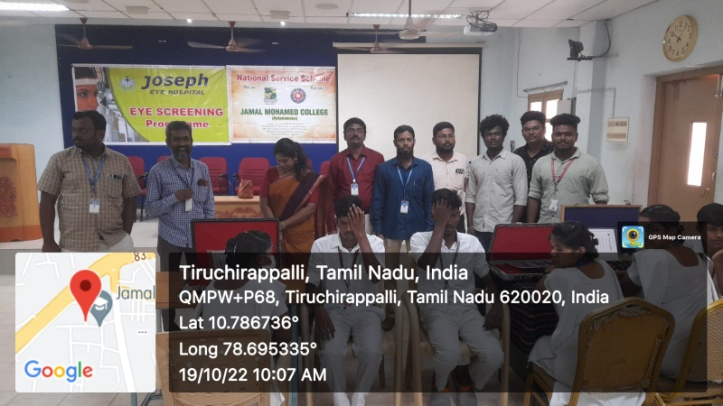 Joseph
EYE HOSPITAL
EYE SCREENING
Programme
National Service Scheme
JAMAL MOHAMED COLLEGE
(Autonomous)
GPS Map Camera
83
Jamal
Google
Tiruchirappalli, Tamil Nadu, India
QMPW+P68, Tiruchirappalli, Tamil Nadu 620020, India
Lat 10.786736°
Long 78.695335°
19/10/22 10:07 AM